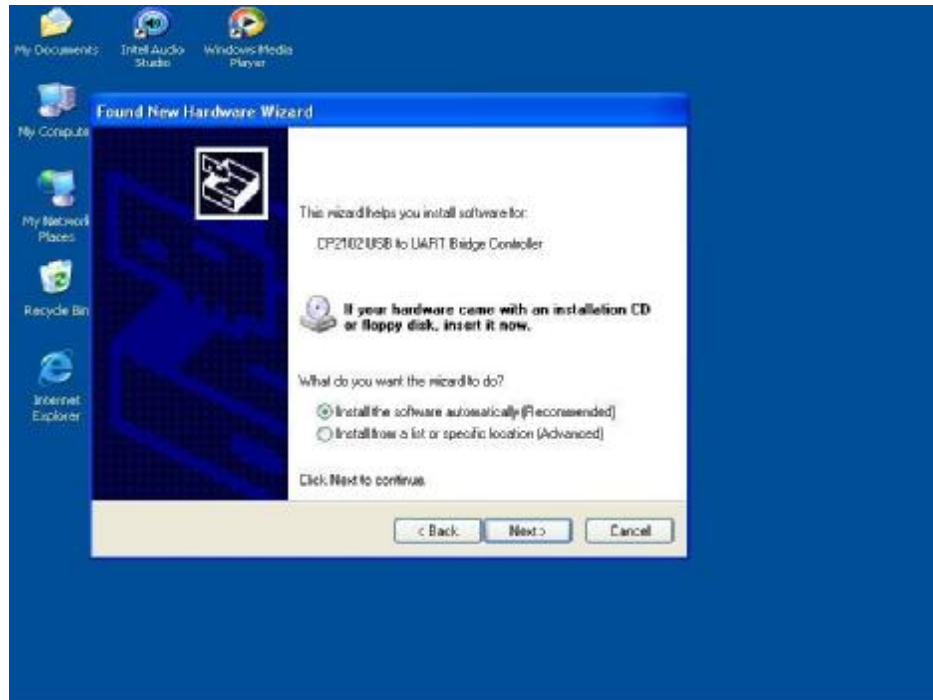 My Documents
Intel Audio
Studio
Windows Media
Player
My Compute
My Network
Places
Recycle Bin
Internet
Explorer
Found New Hardware Wizard
This wizard helps you install software for:
CP2102 USB to UART Bridge Controller
If your hardware came with an installation CD
or floppy disk, insert it now.
What do you want the wizard to do?
Install the software automatically (Recommended)
Install from a list or specific location (Advanced)
Click Next to continue.
< Back
Next >
Cancel